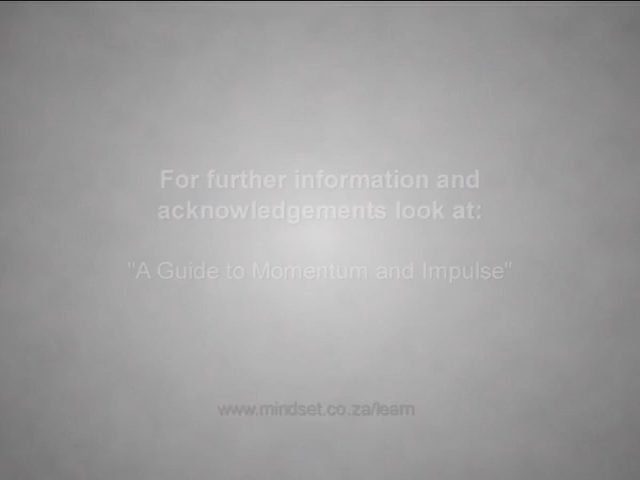 For further information and
acknowledgements look at:
"A Guide to Momentum and Impulse"
www.mindset.co.za/learn